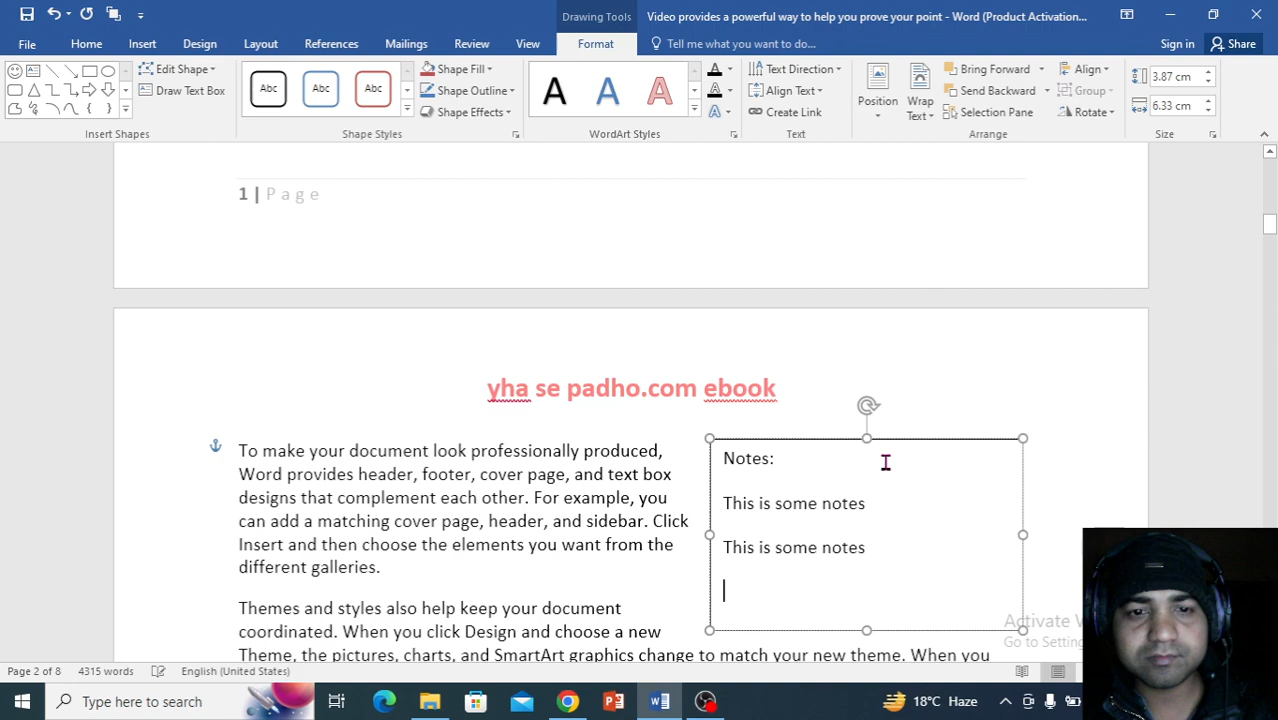 Drawing Tools
Video provides a powerful way to help you prove your point - Word (Product Activation...
File Home Insert Design Layout References Mailings Review View Format Tell me what you want to do... Sign in Share
Edit Shape
Draw Text Box
Insert Shapes
Abc Abc Abc
Shape Fill
Shape Outline
Shape Effects
Shape Styles
A A A
A
A
A
WordArt Styles
Text Direction
Align Text
Create Link
Text
Position
Wrap
Text
Bring Forward
Send Backward
Selection Pane
Align
Group
Rotate
Arrange
3.87 cm
6.33 cm
Size
1 | Page
yha se padho.com ebook
To make your document look professionally produced,
Word provides header, footer, cover page, and text box
designs that complement each other. For example, you
can add a matching cover page, header, and sidebar. Click
Insert and then choose the elements you want from the
different galleries.
Themes and styles also help keep your document
coordinated. When you click Design and choose a new
Theme, the pictures, charts, and SmartArt graphics change to match your new theme. When you
Notes:
This is some notes
This is some notes
Activate
Go to Setting
Page 2 of 8 4315 words English (United States)
Type here to search
18°C Haze